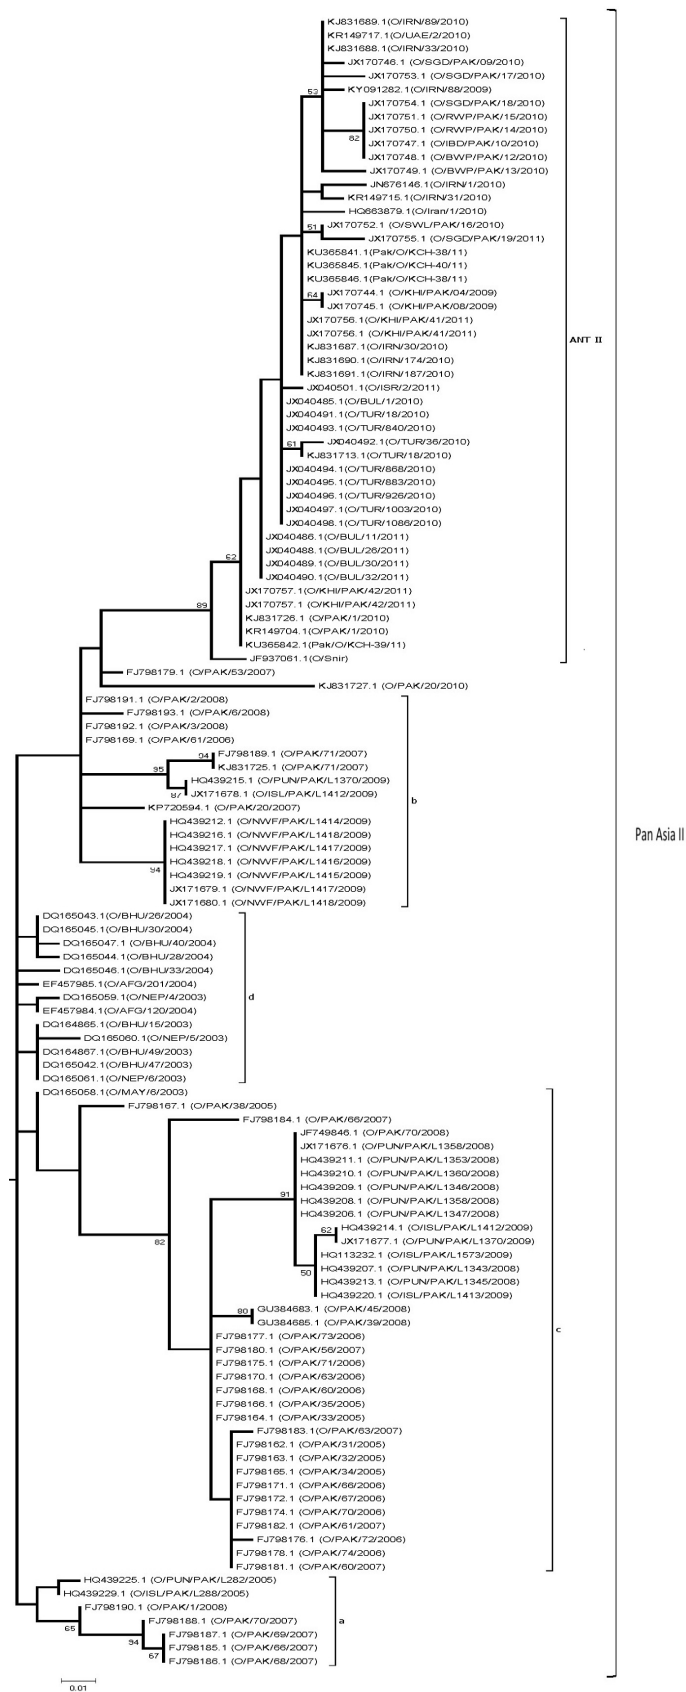 KJ831689.1(O/IRN/89/2010)
KR149717.1(O/UAE/2/2010)
KJ831688.1(O/IRN/33/2010)
JX170746.1 (O/SGD/PAK/09/2010)
JX170753.1 (O/SGD/PAK/17/2010)
53
KY091282.1 (O/IRN/88/2009)
JX170754.1 (O/SGD/PAK/18/2010)
JX170751.1 (O/RWP/PAK/15/2010)
JX170750.1 (O/RWP/PAK/14/2010)
82
JX170747.1 (O/IBD/PAK/10/2010)
JX170748.1 (O/BWP/PAK/12/2010)
JX170749.1 (O/BWP/PAK/13/2010)
JN676146.1(O/IRN/1/2010)
KR149715.1(O/IRN/31/2010)
HQ663879.1(O/Iran/1/2010)
51
JX170752.1 (O/SWL/PAK/16/2010)
JX170755.1 (O/SGD/PAK/19/2011)
KU365841.1(Pak/O/KCH-38/11)
KU365845.1(Pak/O/KCH-40/11)
KU365846.1(Pak/O/KCH-38/11)
64
JX170744.1 (O/KHI/PAK/04/2009)
JX170745.1 (O/KHI/PAK/08/2009)
JX170756.1 (O/KHI/PAK/41/2011)
JX170756.1 (O/KHI/PAK/41/2011)
ANT II
KJ831687.1(O/IRN/30/2010)
KJ831690.1(O/IRN/174/2010)
KJ831691.1(O/IRN/187/2010)
JX040501.1(O/ISR/2/2011)
JX040485.1(O/BUL/1/2010)
JX040491.1(O/TUR/18/2010)
JX040493.1(O/TUR/840/2010)
61
JX040492.1(O/TUR/36/2010)
KJ831713.1(O/TUR/18/2010)
JX040494.1(O/TUR/868/2010)
JX040495.1(O/TUR/883/2010)
JX040496.1(O/TUR/926/2010)
JX040497.1(O/TUR/1003/2010)
JX040498.1(O/TUR/1086/2010)
JX040486.1(O/BUL/11/2011)
JX040488.1(O/BUL/26/2011)
62
JX040489.1(O/BUL/30/2011)
JX040490.1(O/BUL/32/2011)
JX170757.1(O/KHI/PAK/42/2011)
89
JX170757.1 (O/KHI/PAK/42/2011)
KJ831726.1(O/PAK/1/2010)
KR149704.1(O/PAK/1/2010)
KU365842.1(Pak/O/KCH-39/11)
JF937061.1(O/Snir)
FJ798179.1 (O/PAK/53/2007)
KJ831727.1 (O/PAK/20/2010)
FJ798191.1 (O/PAK/2/2008)
FJ798193.1 (O/PAK/6/2008)
FJ798192.1 (O/PAK/3/2008)
FJ798169.1 (O/PAK/61/2006)
94
FJ798189.1 (O/PAK/71/2007)
95
KJ831725.1 (O/PAK/71/2007)
HQ439215.1 (O/PUN/PAK/L1370/2009)
87
JX171678.1 (O/ISL/PAK/L1412/2009)
b
KP720594.1 (O/PAK/20/2007)
HQ439212.1 (O/NWF/PAK/L1414/2009)
HQ439216.1 (O/NWF/PAK/L1418/2009)
Pan Asia II
HQ439217.1 (O/NWF/PAK/L1417/2009)
HQ439218.1 (O/NWF/PAK/L1416/2009)
94
HQ439219.1 (O/NWF/PAK/L1415/2009)
JX171679.1 (O/NWF/PAK/L1417/2009)
JX171680.1 (O/NWF/PAK/L1418/2009)
DQ165043.1(O/BHU/26/2004)
DQ165045.1(O/BHU/30/2004)
DQ165047.1 (O/BHU/40/2004)
DQ165044.1 (O/BHU/28/2004)
DQ165046.1 (O/BHU/33/2004)
EF457985.1(O/AFG/201/2004)
d
DQ165059.1(O/NEP/4/2003)
EF457984.1(O/AFG/120/2004)
DQ164865.1(O/BHU/15/2003)
DQ165060.1(O/NEP/5/2003)
DQ164867.1(O/BHU/49/2003)
DQ165042.1(O/BHU/47/2003)
DQ165061.1(O/NEP/6/2003)
DQ165058.1(O/MAY/6/2003)
FJ798167.1 (O/PAK/38/2005)
FJ798184.1 (O/PAK/66/2007)
JF749846.1 (O/PAK/70/2008)
JX171676.1 (O/PUN/PAK/L1358/2008)
HQ439211.1 (O/PUN/PAK/L1353/2008)
HQ439210.1 (O/PUN/PAK/L1360/2008)
HQ439209.1 (O/PUN/PAK/L1346/2008)
91
HQ439208.1 (O/PUN/PAK/L1358/2008)
HQ439206.1 (O/PUN/PAK/L1347/2008)
62
HQ439214.1 (O/ISL/PAK/L1412/2009)
82
JX171677.1 (O/PUN/PAK/L1370/2009)
HQ113232.1 (O/ISL/PAK/L1573/2009)
50
HQ439207.1 (O/PUN/PAK/L1343/2008)
HQ439213.1 (O/PUN/PAK/L1345/2008)
HQ439220.1 (O/ISL/PAK/L1413/2009)
80
GU384683.1 (O/PAK/45/2008)
GU384685.1 (O/PAK/39/2008)
c
FJ798177.1 (O/PAK/73/2006)
FJ798180.1 (O/PAK/56/2007)
FJ798175.1 (O/PAK/71/2006)
FJ798170.1 (O/PAK/63/2006)
FJ798168.1 (O/PAK/60/2006)
FJ798166.1 (O/PAK/35/2005)
FJ798164.1 (O/PAK/33/2005)
FJ798183.1 (O/PAK/63/2007)
FJ798162.1 (O/PAK/31/2005)
FJ798163.1 (O/PAK/32/2005)
FJ798165.1 (O/PAK/34/2005)
FJ798171.1 (O/PAK/66/2006)
FJ798172.1 (O/PAK/67/2006)
FJ798174.1 (O/PAK/70/2006)
FJ798182.1 (O/PAK/61/2007)
FJ798176.1 (O/PAK/72/2006)
FJ798178.1 (O/PAK/74/2006)
FJ798181.1 (O/PAK/60/2007)
HQ439225.1 (O/PUN/PAK/L282/2005)
HQ439229.1 (O/ISL/PAK/L288/2005)
FJ798190.1 (O/PAK/1/2008)
a
65
FJ798188.1 (O/PAK/70/2007)
94
FJ798187.1 (O/PAK/69/2007)
FJ798185.1 (O/PAK/66/2007)
67
FJ798186.1 (O/PAK/68/2007)
0.01